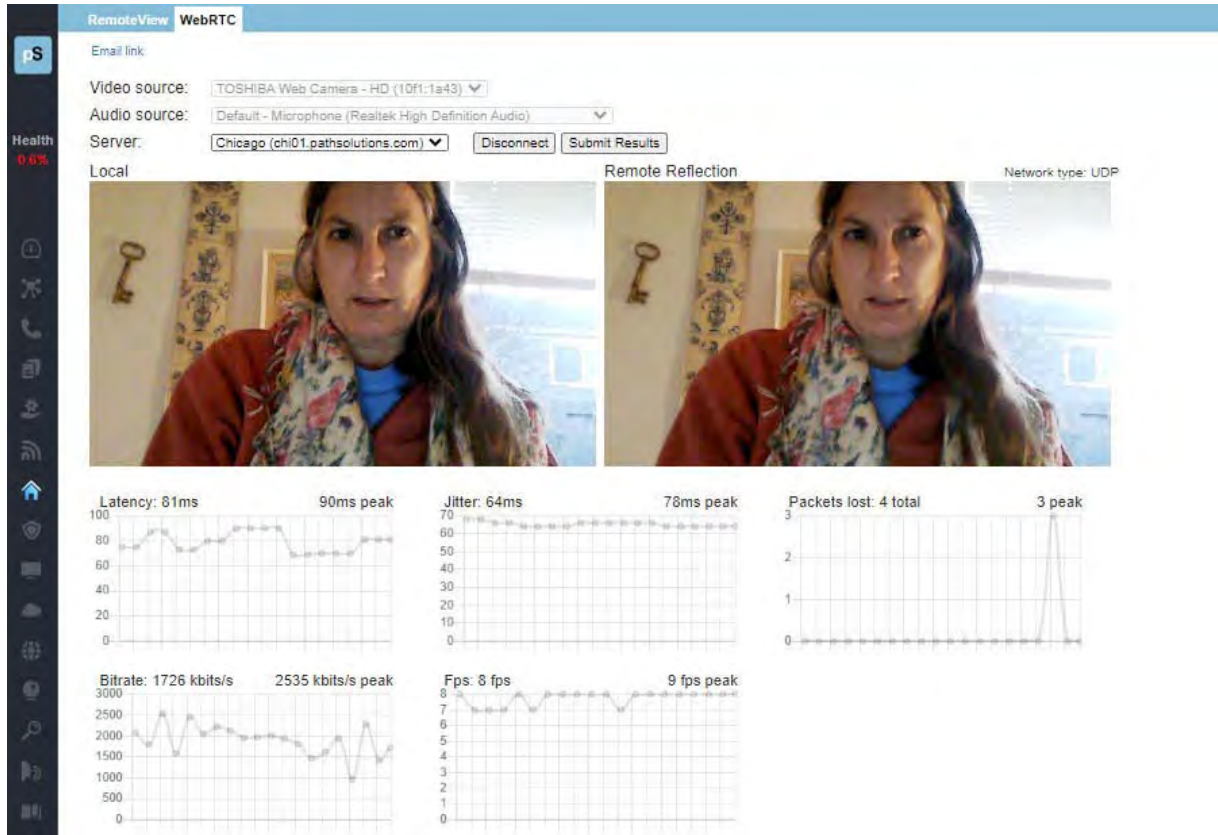 RemoteView WebRTC
pS
Email link
Video source: TOSHIBA Web Camera - HD (10f1:1a43)
Audio source: Default - Microphone (Realtek High Definition Audio)
Health
0.6%
Server: Chicago (chi01.pathsolutions.com) Disconnect Submit Results
Local Remote Reflection Network type: UDP
Latency: 81ms 90ms peak
100
80
60
40
20
0
Jitter: 64ms 78ms peak
70
60
50
40
30
20
10
0
Packets lost: 4 total 3 peak
3
2
1
0
Bitrate: 1726 kbits/s 2535 kbits/s peak
3000
2500
2000
1500
1000
500
0
Fps: 8 fps 9 fps peak
8
7
6
5
4
3
2
1
0